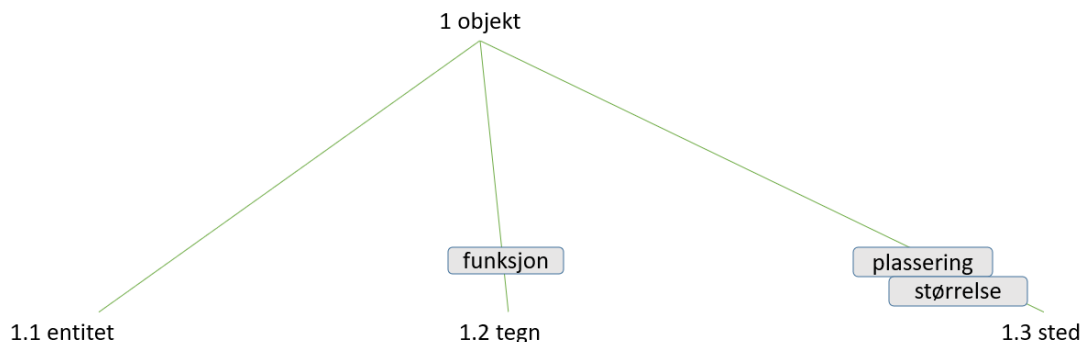 1 objekt
funksjon
plassering
størrelse
1.1 entitet
1.2 tegn
1.3 sted